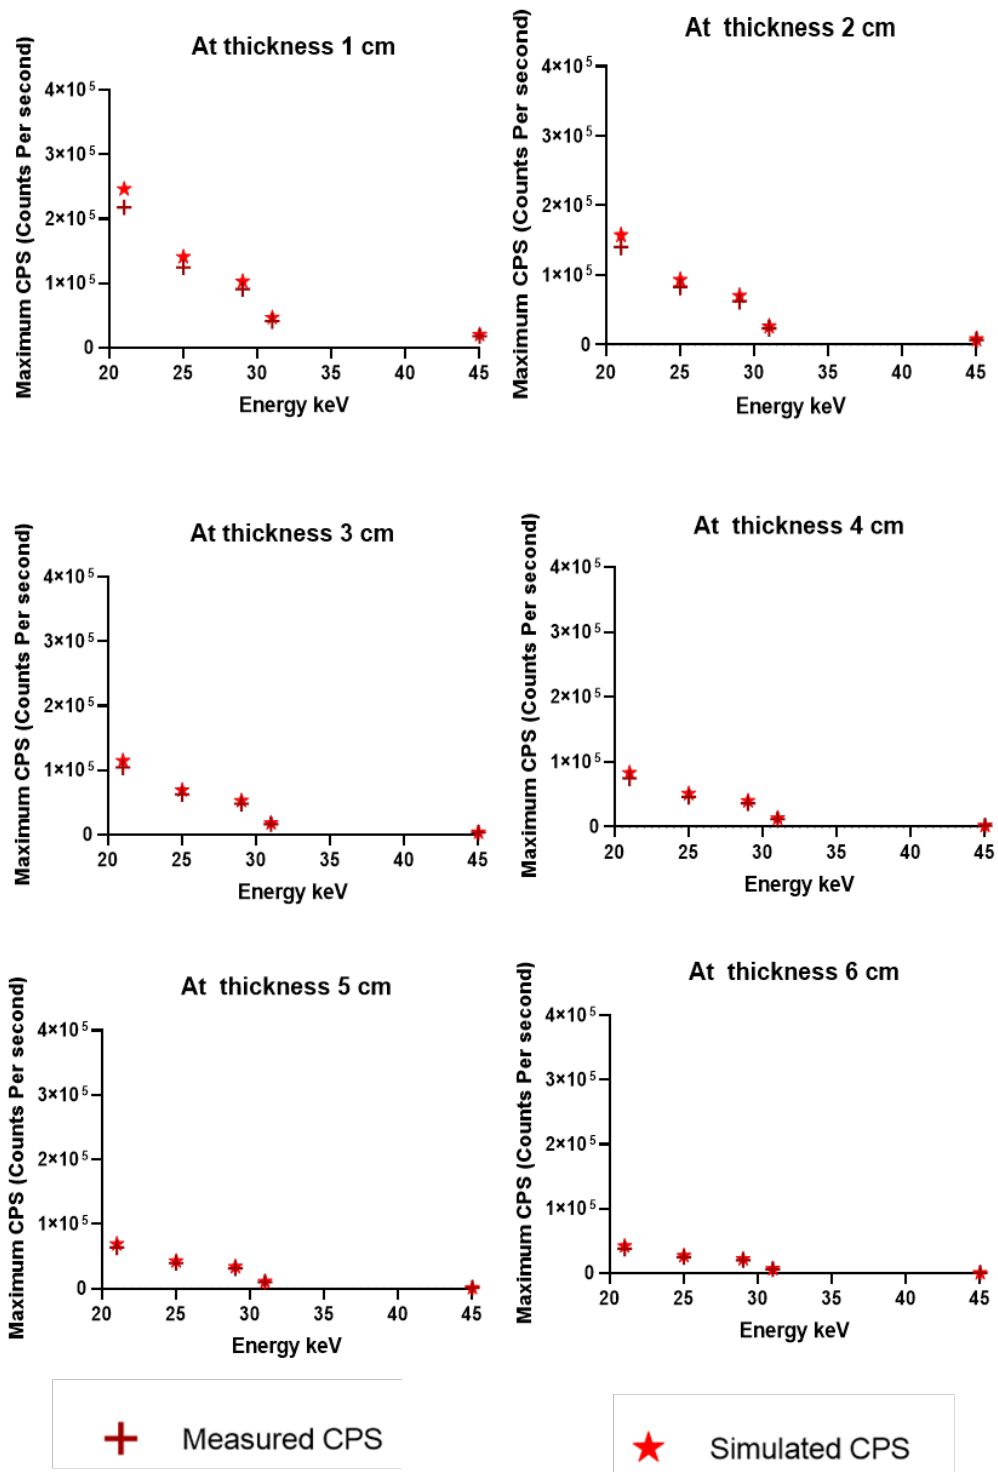 At thickness 1 cm
Maximum CPS (Counts Per second)
4×10⁵
3×10⁵
2×10⁵
1×10⁵
0
20 25 30 35 40 45
Energy keV
At  thickness 2 cm
Maximum CPS (Counts Per second)
4×10⁵
3×10⁵
2×10⁵
1×10⁵
0
20 25 30 35 40 45
Energy keV
At thickness 3 cm
Maximum CPS (Counts Per second)
4×10⁵
3×10⁵
2×10⁵
1×10⁵
0
20 25 30 35 40 45
Energy keV
At  thickness 4 cm
Maximum CPS (Counts Per second)
4×10⁵
3×10⁵
2×10⁵
1×10⁵
0
20 25 30 35 40 45
Energy keV
At  thickness 5 cm
Maximum CPS (Counts Per second)
4×10⁵
3×10⁵
2×10⁵
1×10⁵
0
20 25 30 35 40 45
Energy keV
At  thickness 6 cm
Maximum CPS (Counts Per second)
4×10⁵
3×10⁵
2×10⁵
1×10⁵
0
20 25 30 35 40 45
Energy keV
Measured CPS
Simulated CPS